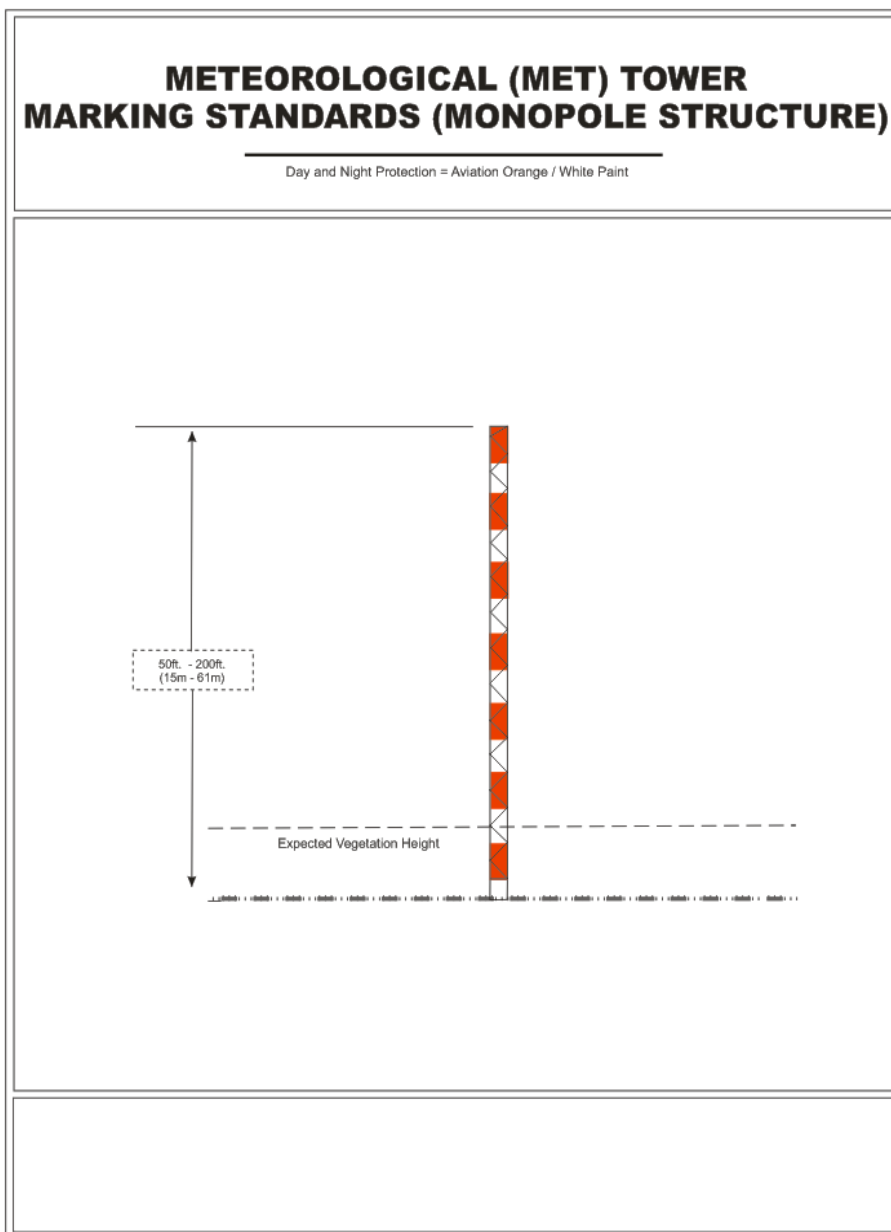 METEOROLOGICAL (MET) TOWER
MARKING STANDARDS (MONOPOLE STRUCTURE)
Day and Night Protection = Aviation Orange / White Paint
50ft. - 200ft.
(15m - 61m)
Expected Vegetation Height